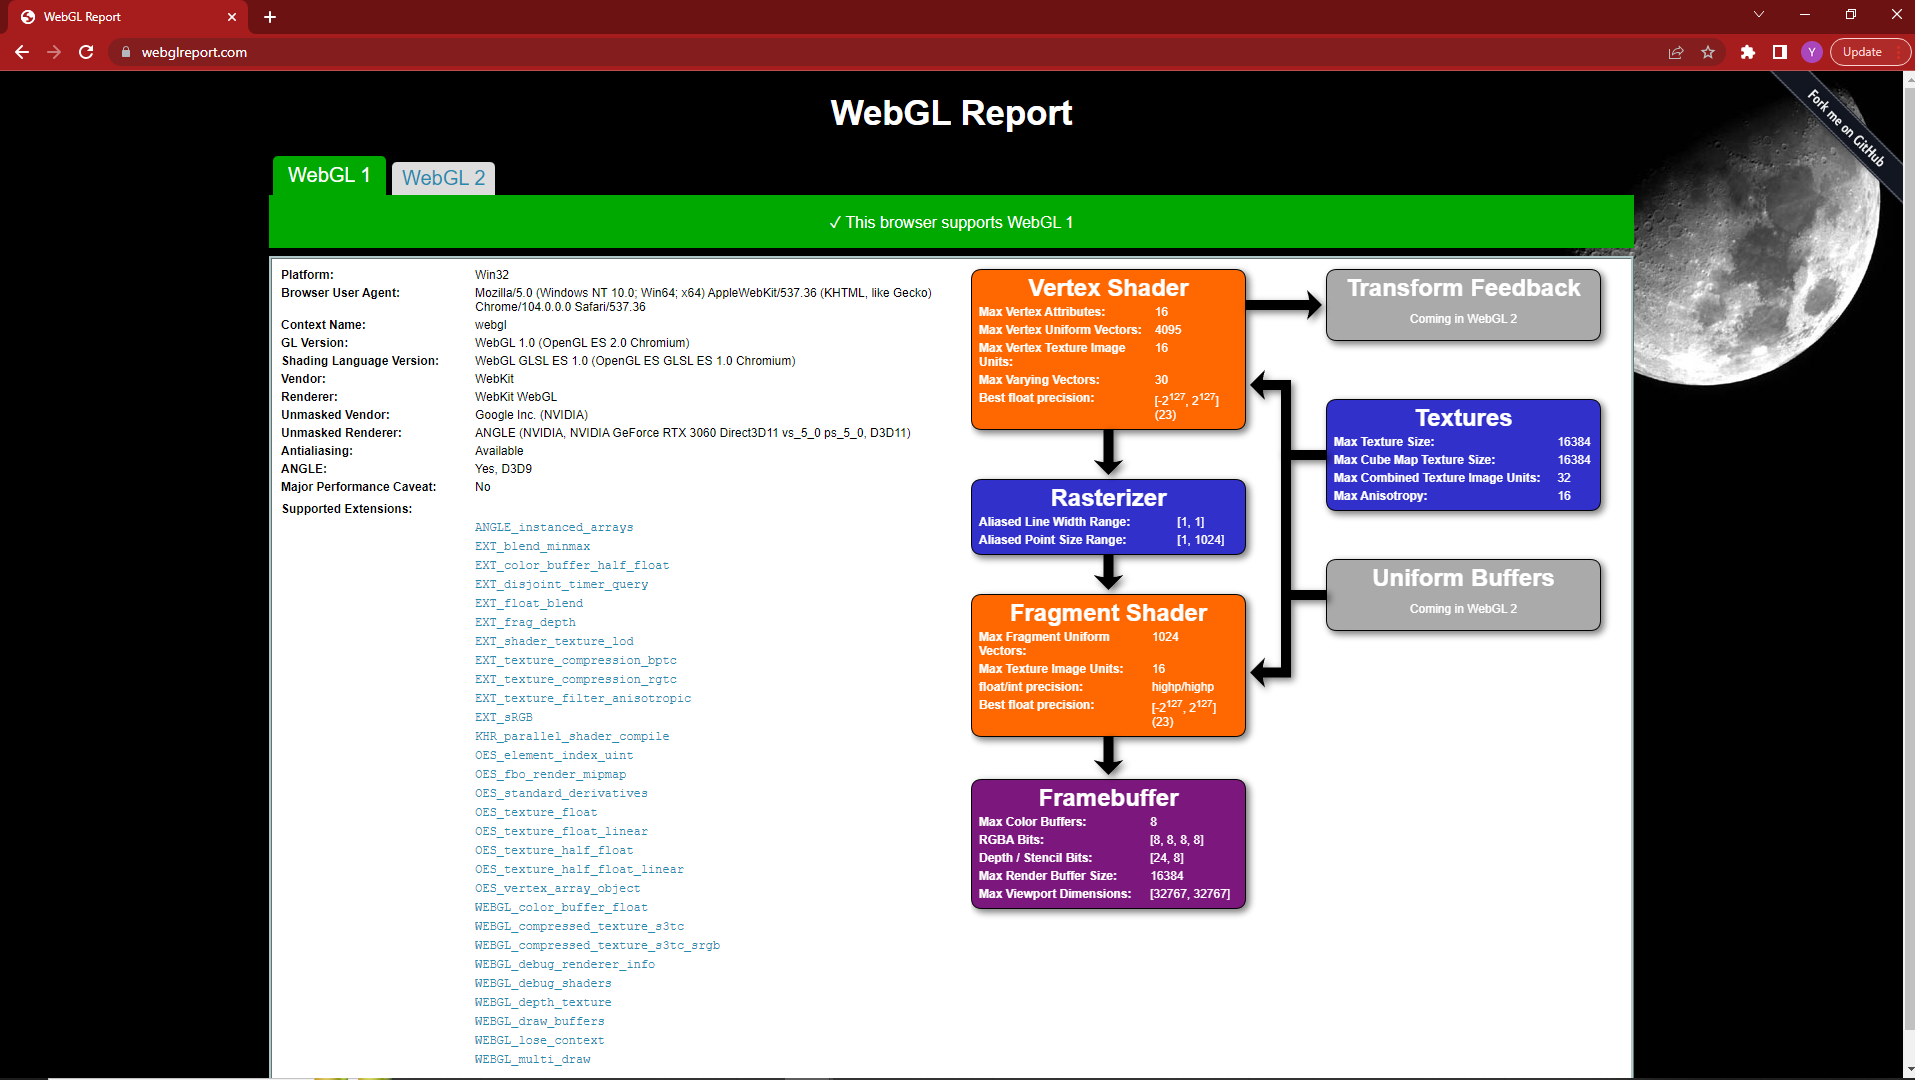 WebGL Report
webglreport.com
Y
Update
Fork me on GitHub
WebGL Report
WebGL 1
WebGL 2
✓ This browser supports WebGL 1
Platform: Win32
Browser User Agent: Mozilla/5.0 (Windows NT 10.0; Win64; x64) AppleWebKit/537.36 (KHTML, like Gecko)
Chrome/104.0.0.0 Safari/537.36
Context Name: webgl
GL Version: WebGL 1.0 (OpenGL ES 2.0 Chromium)
Shading Language Version: WebGL GLSL ES 1.0 (OpenGL ES GLSL ES 1.0 Chromium)
Vendor: WebKit
Renderer: WebKit WebGL
Unmasked Vendor: Google Inc. (NVIDIA)
Unmasked Renderer: ANGLE (NVIDIA, NVIDIA GeForce RTX 3060 Direct3D11 vs_5_0 ps_5_0, D3D11)
Antialiasing: Available
ANGLE: Yes, D3D9
Major Performance Caveat: No
Supported Extensions:
ANGLE_instanced_arrays
EXT_blend_minmax
EXT_color_buffer_half_float
EXT_disjoint_timer_query
EXT_float_blend
EXT_frag_depth
EXT_shader_texture_lod
EXT_texture_compression_bptc
EXT_texture_compression_rgtc
EXT_texture_filter_anisotropic
EXT_sRGB
KHR_parallel_shader_compile
OES_element_index_uint
OES_fbo_render_mipmap
OES_standard_derivatives
OES_texture_float
OES_texture_float_linear
OES_texture_half_float
OES_texture_half_float_linear
OES_vertex_array_object
WEBGL_color_buffer_float
WEBGL_compressed_texture_s3tc
WEBGL_compressed_texture_s3tc_srgb
WEBGL_debug_renderer_info
WEBGL_debug_shaders
WEBGL_depth_texture
WEBGL_draw_buffers
WEBGL_lose_context
WEBGL_multi_draw
Vertex Shader
Max Vertex Attributes: 16
Max Vertex Uniform Vectors: 4095
Max Vertex Texture Image 16
Units:
Max Varying Vectors: 30
Best float precision: [-2¹²⁷, 2¹²⁷]
(23)
Rasterizer
Aliased Line Width Range: [1, 1]
Aliased Point Size Range: [1, 1024]
Fragment Shader
Max Fragment Uniform 1024
Vectors:
Max Texture Image Units: 16
float/int precision: highp/highp
Best float precision: [-2¹²⁷, 2¹²⁷]
(23)
Framebuffer
Max Color Buffers: 8
RGBA Bits: [8, 8, 8, 8]
Depth / Stencil Bits: [24, 8]
Max Render Buffer Size: 16384
Max Viewport Dimensions: [32767, 32767]
Transform Feedback
Coming in WebGL 2
Textures
Max Texture Size: 16384
Max Cube Map Texture Size: 16384
Max Combined Texture Image Units: 32
Max Anisotropy: 16
Uniform Buffers
Coming in WebGL 2